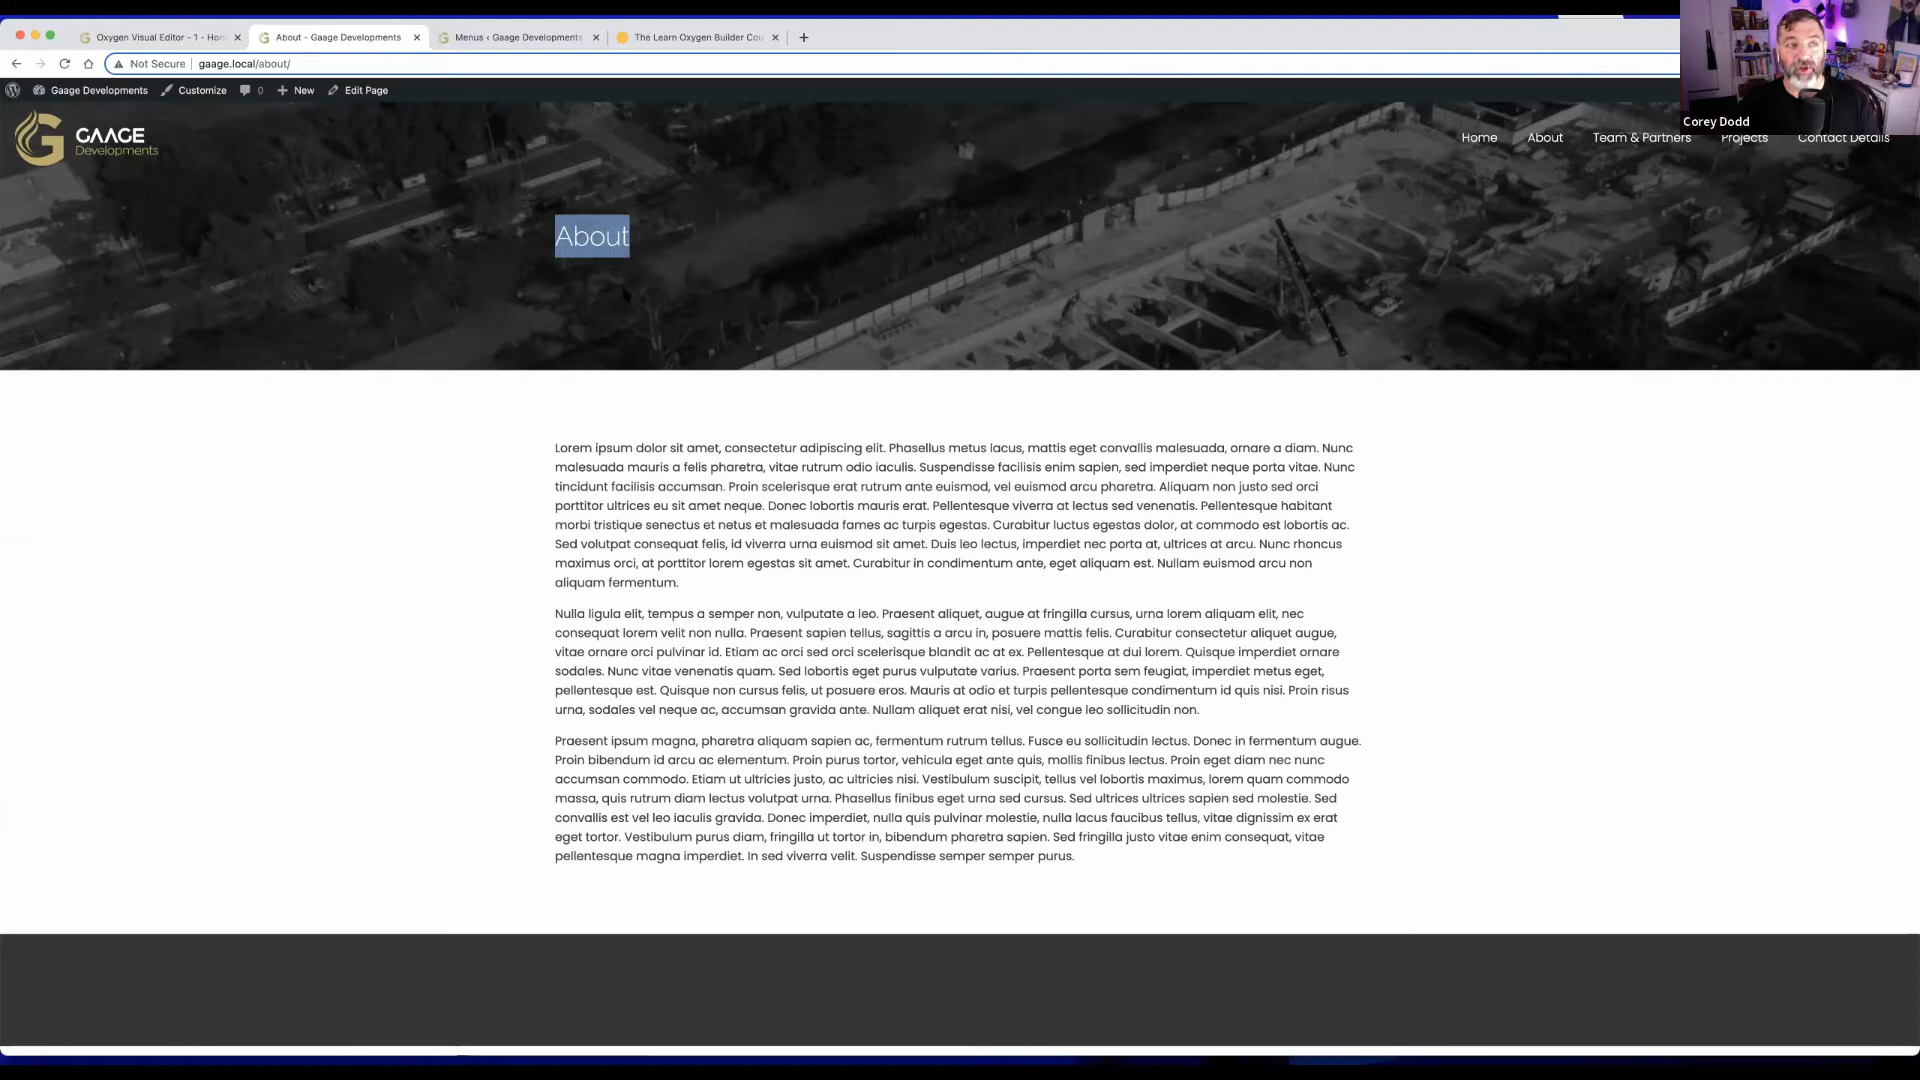 Oxygen Visual Editor - 1 - Hom
About - Gaage Developments
Menus ‹ Gaage Developments
The Learn Oxygen Builder Cou
Not Secure
gaage.local/about/
Gaage Developments
Customize
0
New
Edit Page
Corey Dodd
GAAGE
Developments
Home
About
Team & Partners
Projects
Contact Details
About
Lorem ipsum dolor sit amet, consectetur adipiscing elit. Phasellus metus lacus, mattis eget convallis malesuada, ornare a diam. Nunc
malesuada mauris a felis pharetra, vitae rutrum odio iaculis. Suspendisse facilisis enim sapien, sed imperdiet neque porta vitae. Nunc
tincidunt facilisis accumsan. Proin scelerisque erat rutrum ante euismod, vel euismod arcu pharetra. Aliquam non justo sed orci
porttitor ultrices eu sit amet neque. Donec lobortis mauris erat. Pellentesque viverra at lectus sed venenatis. Pellentesque habitant
morbi tristique senectus et netus et malesuada fames ac turpis egestas. Curabitur luctus egestas dolor, at commodo est lobortis ac.
Sed volutpat consequat felis, id viverra urna euismod sit amet. Duis leo lectus, imperdiet nec porta at, ultrices at arcu. Nunc rhoncus
maximus orci, at porttitor lorem egestas sit amet. Curabitur in condimentum ante, eget aliquam est. Nullam euismod arcu non
aliquam fermentum.
Nulla ligula elit, tempus a semper non, vulputate a leo. Praesent aliquet, augue at fringilla cursus, urna lorem aliquam elit, nec
consequat lorem velit non nulla. Praesent sapien tellus, sagittis a arcu in, posuere mattis felis. Curabitur consectetur aliquet augue,
vitae ornare orci pulvinar id. Etiam ac orci sed orci scelerisque blandit ac at ex. Pellentesque at dui lorem. Quisque imperdiet ornare
sodales. Nunc vitae venenatis quam. Sed lobortis eget purus vulputate varius. Praesent porta sem feugiat, imperdiet metus eget,
pellentesque est. Quisque non cursus felis, ut posuere eros. Mauris at odio et turpis pellentesque condimentum id quis nisi. Proin risus
urna, sodales vel neque ac, accumsan gravida ante. Nullam aliquet erat nisi, vel congue leo sollicitudin non.
Praesent ipsum magna, pharetra aliquam sapien ac, fermentum rutrum tellus. Fusce eu sollicitudin lectus. Donec in fermentum augue.
Proin bibendum id arcu ac elementum. Proin purus tortor, vehicula eget ante quis, mollis finibus lectus. Proin eget diam nec nunc
accumsan commodo. Etiam ut ultricies justo, ac ultricies nisi. Vestibulum suscipit, tellus vel lobortis maximus, lorem quam commodo
massa, quis rutrum diam lectus volutpat urna. Phasellus finibus eget urna sed cursus. Sed ultrices ultrices sapien sed molestie. Sed
convallis est vel leo iaculis gravida. Donec imperdiet, nulla quis pulvinar molestie, nulla lacus faucibus tellus, vitae dignissim ex erat
eget tortor. Vestibulum purus diam, fringilla ut tortor in, bibendum pharetra sapien. Sed fringilla justo vitae enim consequat, vitae
pellentesque magna imperdiet. In sed viverra velit. Suspendisse semper semper purus.